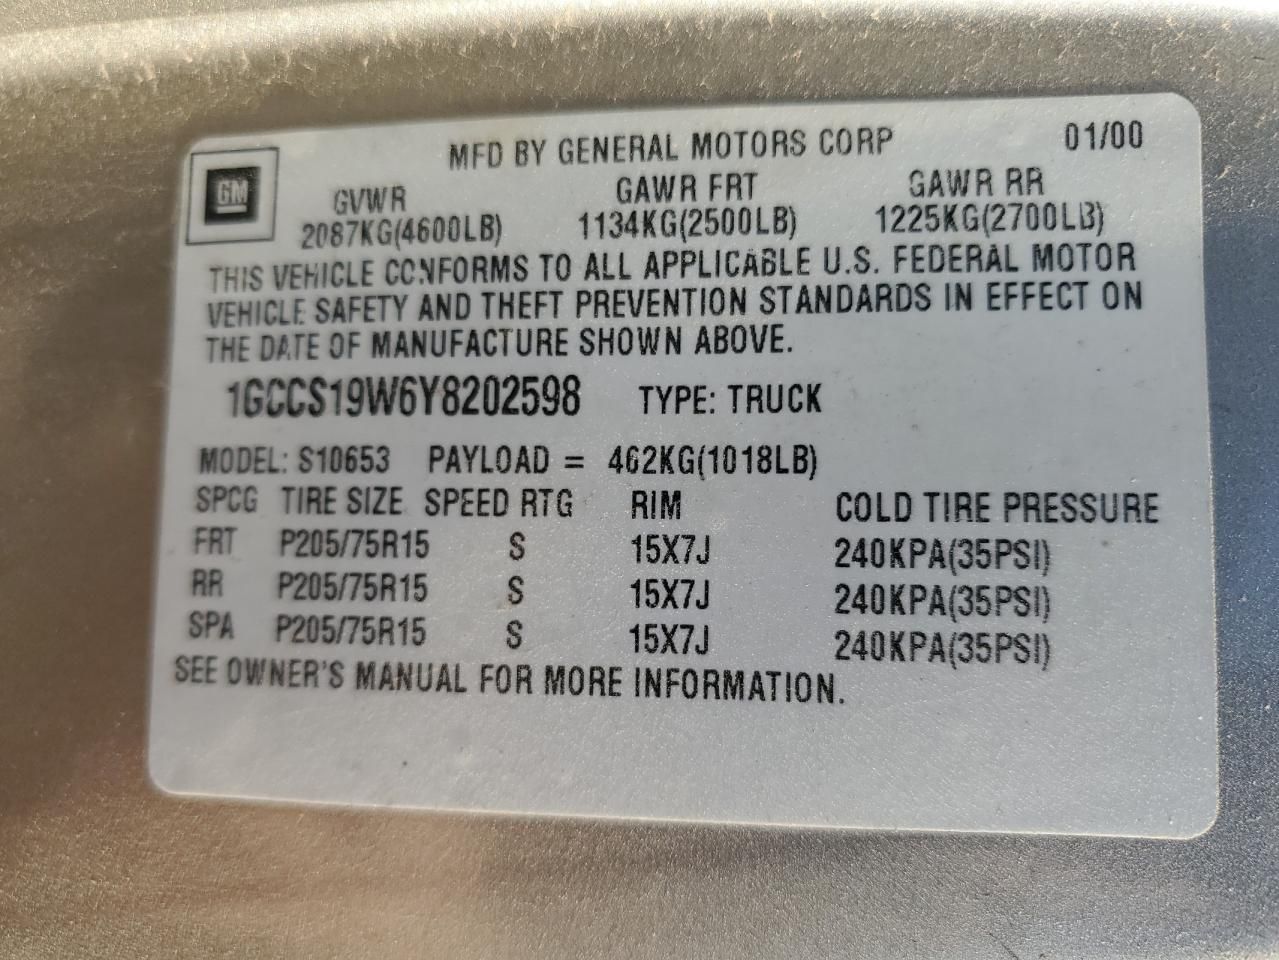 MFD BY GENERAL MOTORS CORP 01/00
GM
GVWR GAWR FRT GAWR RR
2087KG(4600LB) 1134KG(2500LB) 1225KG(2700LB)
THIS VEHICLE CONFORMS TO ALL APPLICABLE U.S. FEDERAL MOTOR
VEHICLE SAFETY AND THEFT PREVENTION STANDARDS IN EFFECT ON
THE DATE OF MANUFACTURE SHOWN ABOVE.
1GCCS19W6Y8202598 TYPE: TRUCK
MODEL: S10653 PAYLOAD = 462KG(1018LB)
SPCG TIRE SIZE SPEED RTG RIM COLD TIRE PRESSURE
FRT P205/75R15 S 15X7J 240KPA(35PSI)
RR P205/75R15 S 15X7J 240KPA(35PSI)
SPA P205/75R15 S 15X7J 240KPA(35PSI)
SEE OWNER'S MANUAL FOR MORE INFORMATION.